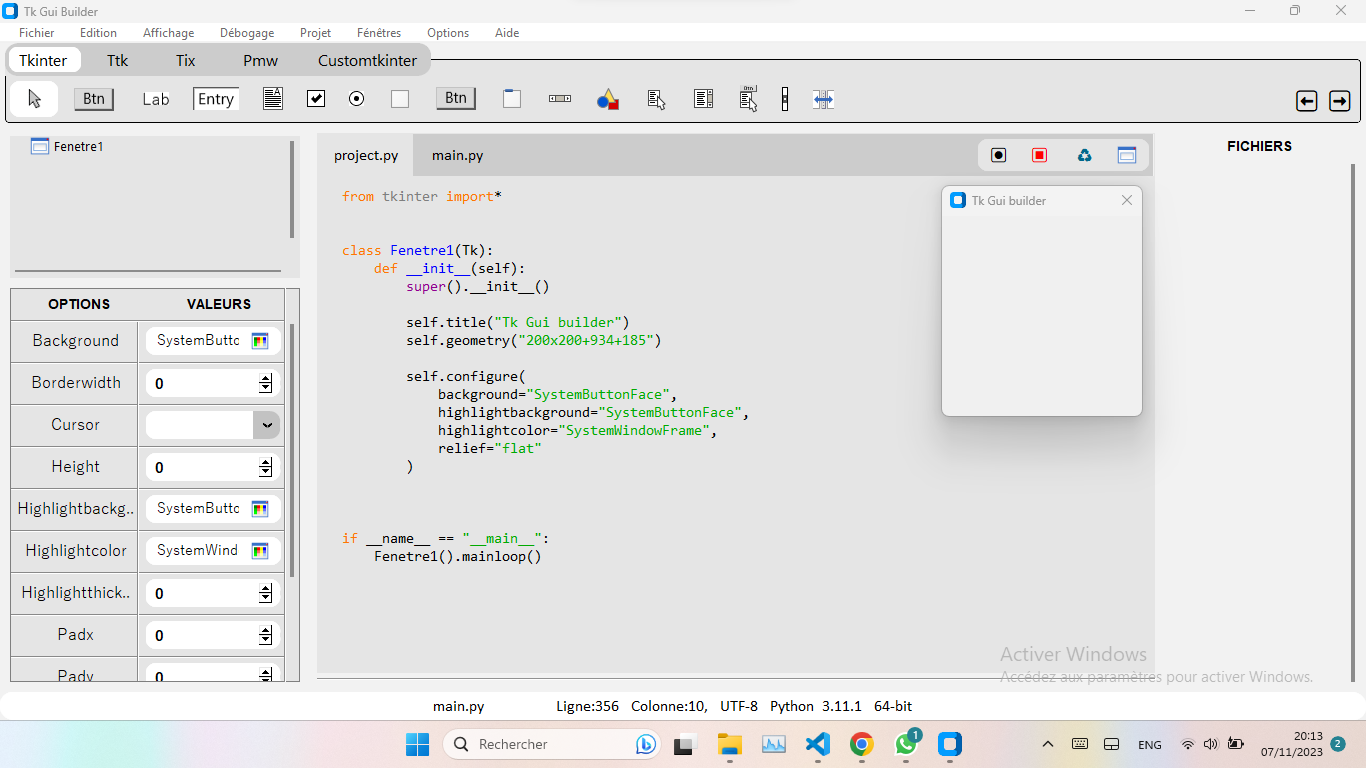 Tk Gui Builder
Fichier Edition Affichage Débogage Projet Fénêtres Options Aide
Tkinter Ttk Tix Pmw Customtkinter
Btn Lab Entry Btn
Fenetre1
project.py main.py
FICHIERS
from tkinter import*
class Fenetre1(Tk):
def __init__(self):
super().__init__()
self.title("Tk Gui builder")
self.geometry("200x200+934+185")
self.configure(
background="SystemButtonFace",
highlightbackground="SystemButtonFace",
highlightcolor="SystemWindowFrame",
relief="flat"
)
if __name__ == "__main__":
Fenetre1().mainloop()
Tk Gui builder
OPTIONS VALEURS
Background SystemButtc
Borderwidth 0
Cursor
Height 0
Highlightbackg.. SystemButtc
Highlightcolor SystemWind
Highlightthick.. 0
Padx 0
Pady 0
Activer Windows
Accédez aux paramètres pour activer Windows.
main.py Ligne:356 Colonne:10, UTF-8 Python 3.11.1 64-bit
Rechercher
1
ENG
20:13
07/11/2023
2